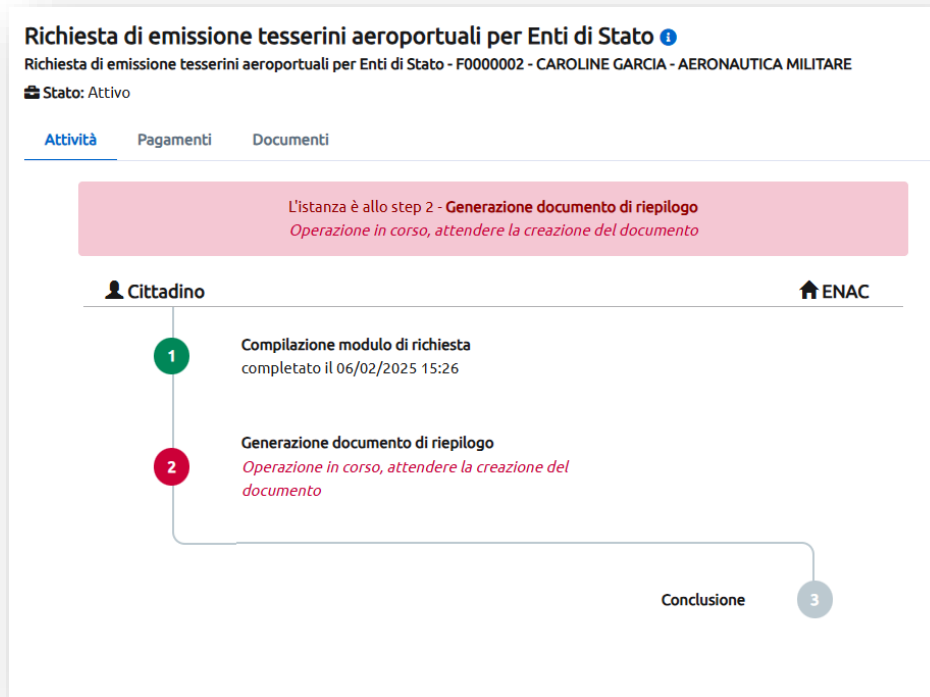 Richiesta di emissione tesserini aeroportuali per Enti di Stato
Richiesta di emissione tesserini aeroportuali per Enti di Stato - F0000002 - CAROLINE GARCIA - AERONAUTICA MILITARE
Stato: Attivo
Attività Pagamenti Documenti
L'istanza è allo step 2 - Generazione documento di riepilogo
Operazione in corso, attendere la creazione del documento
Cittadino ENAC
1 Compilazione modulo di richiesta
completato il 06/02/2025 15:26
Generazione documento di riepilogo
2 Operazione in corso, attendere la creazione del
documento
Conclusione 3